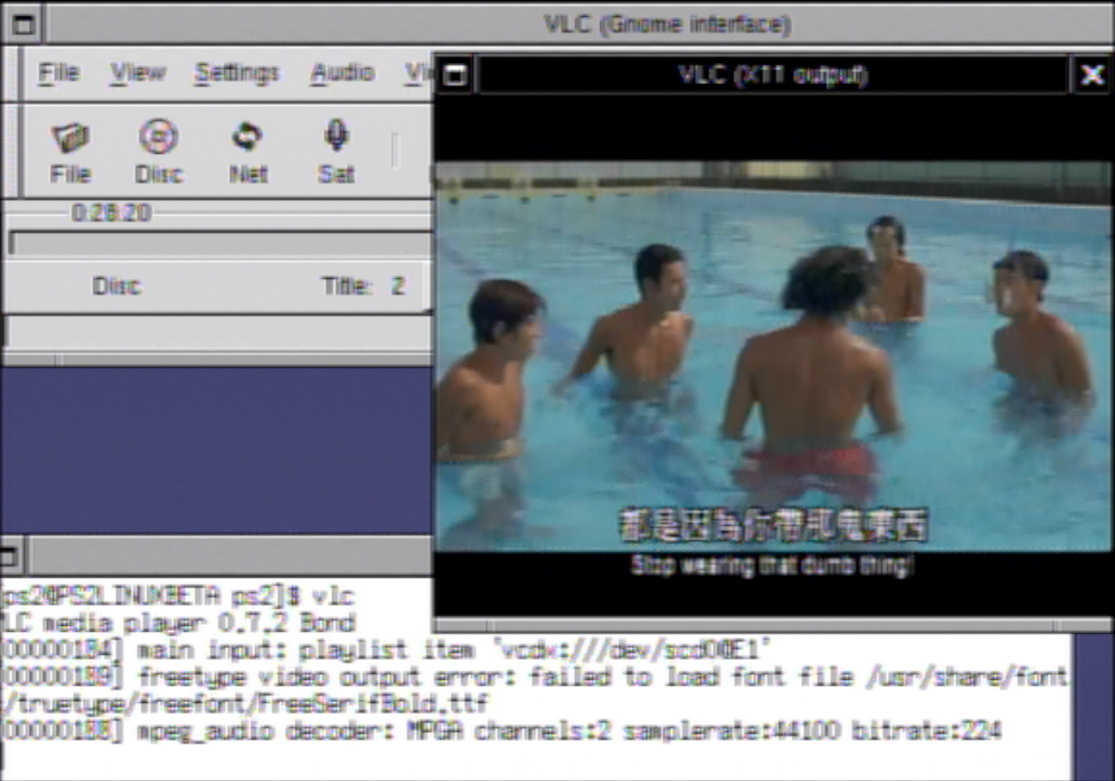 VLC (Gnome interface)
File View Settings Audio
VLC (X11 output)
File Disc Net Sat
0:28:20
Disc Title: 2
都是因為你帶那鬼東西
Stop wearing that dumb thing!
ps2@PS2LINUXBETA ps2]$ vlc
LC media player 0.7.2 Bond
[00000184] main input: playlist item `vcdx:///dev/scd0@E1'
[00000189] freetype video output error: failed to load font file /usr/share/font
/truetype/freefont/FreeSerifBold.ttf
[00000188] mpeg_audio decoder: MPGA channels:2 samplerate:44100 bitrate:224